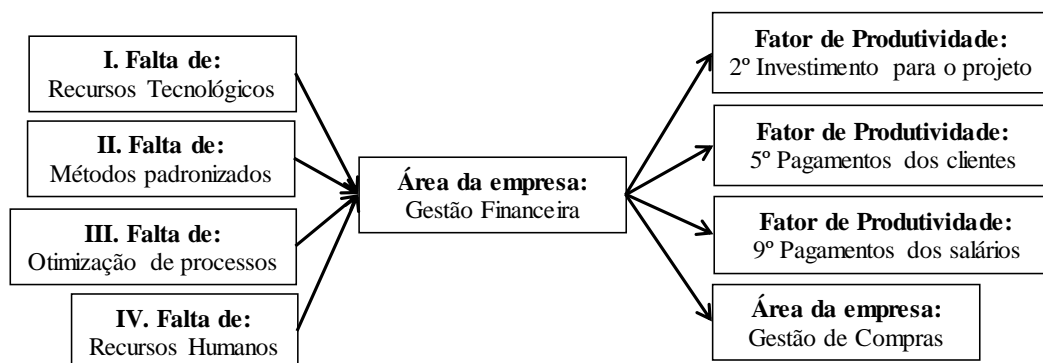 I. Falta de:
Recursos Tecnológicos
II. Falta de:
Métodos padronizados
III. Falta de:
Otimização de processos
IV. Falta de:
Recursos Humanos
Área da empresa:
Gestão Financeira
Fator de Produtividade:
2º Investimento para o projeto
Fator de Produtividade:
5º Pagamentos dos clientes
Fator de Produtividade:
9º Pagamentos dos salários
Área da empresa:
Gestão de Compras